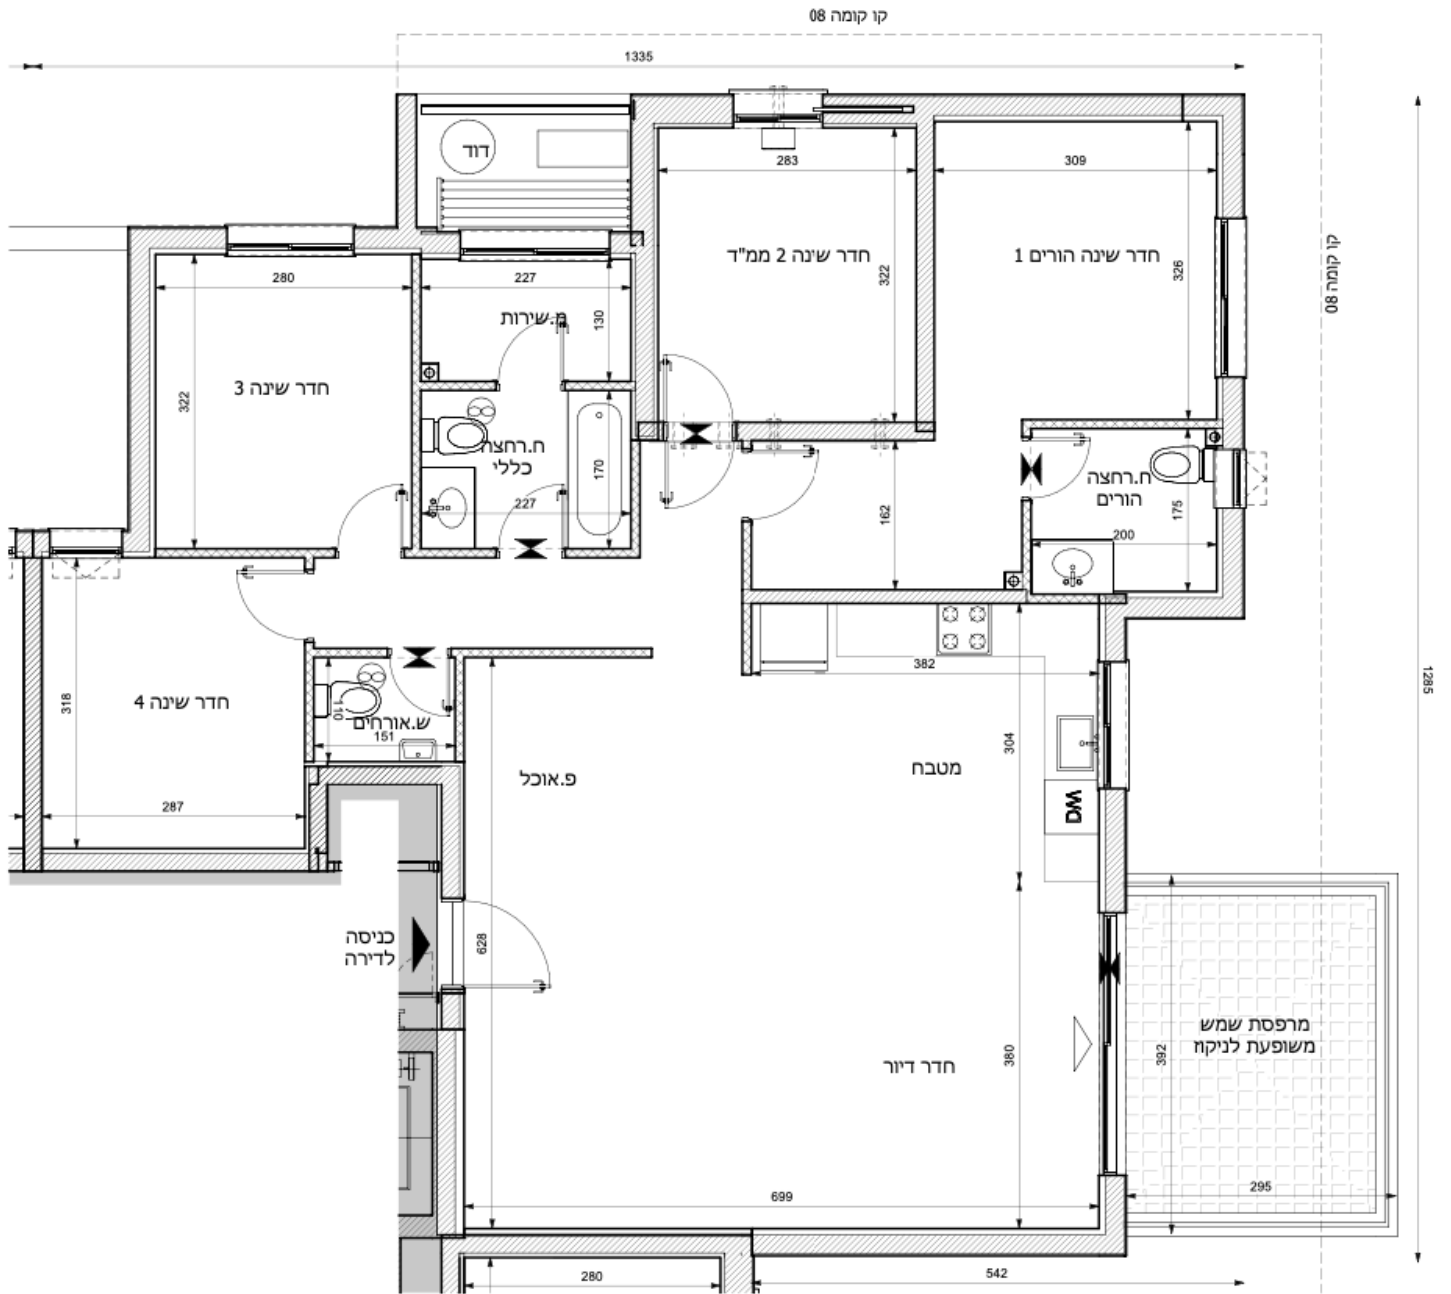 קו קומה 08
1335
דוד
283
309
חדר שינה 2 ממ"ד
חדר שינה הורים 1
322
326
קו קומה 08
280
227
מ.שירות
130
חדר שינה 3
322
ח.רחצה
כללי
170
227
162
ח.רחצה
הורים
175
200
1285
382
חדר שינה 4
318
110
ש.אורחים
151
287
פ.אוכל
מטבח
304
DW
כניסה
לדירה
628
חדר דיור
380
מרפסת שמש
משופעת לניקוז
392
295
699
280
542